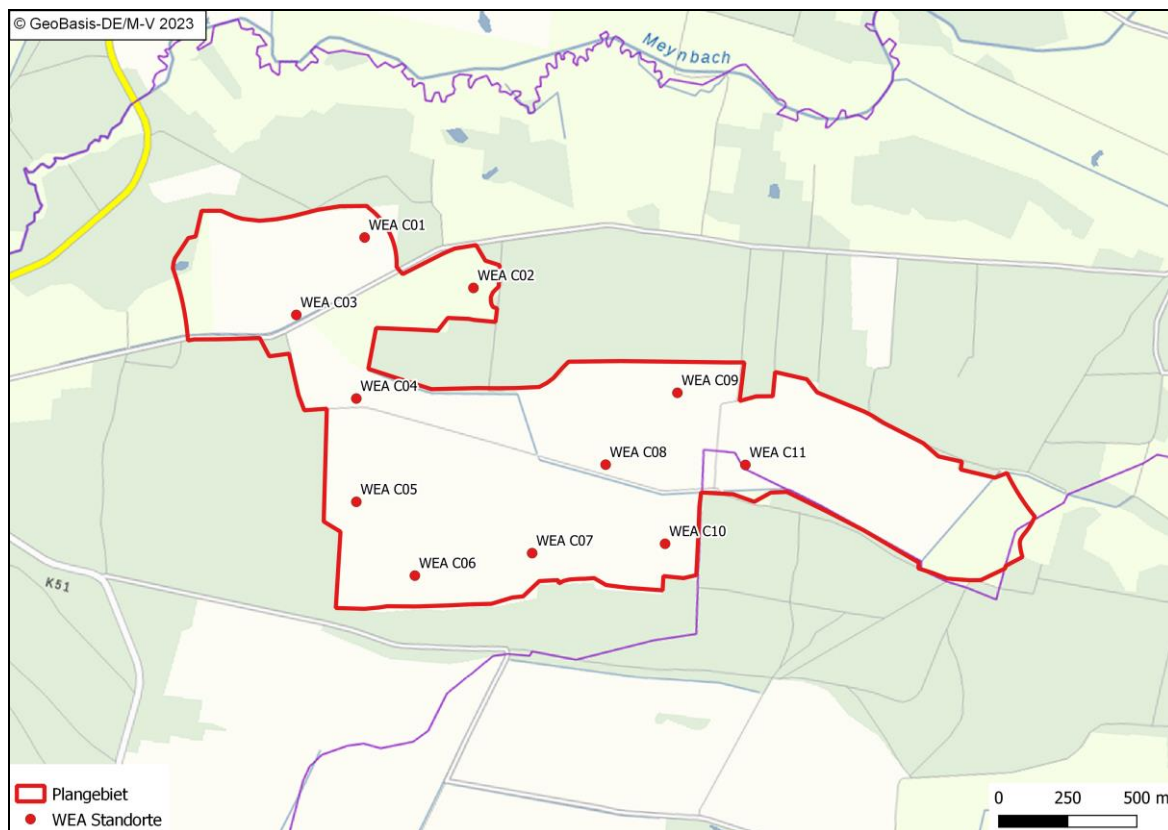 © GeoBasis-DE/M-V 2023
Meynbach
WEA C01
WEA C02
WEA C03
WEA C04
WEA C09
WEA C08
WEA C11
WEA C05
WEA C10
WEA C07
WEA C06
K51
Plangebiet
WEA Standorte
0 250 500 m